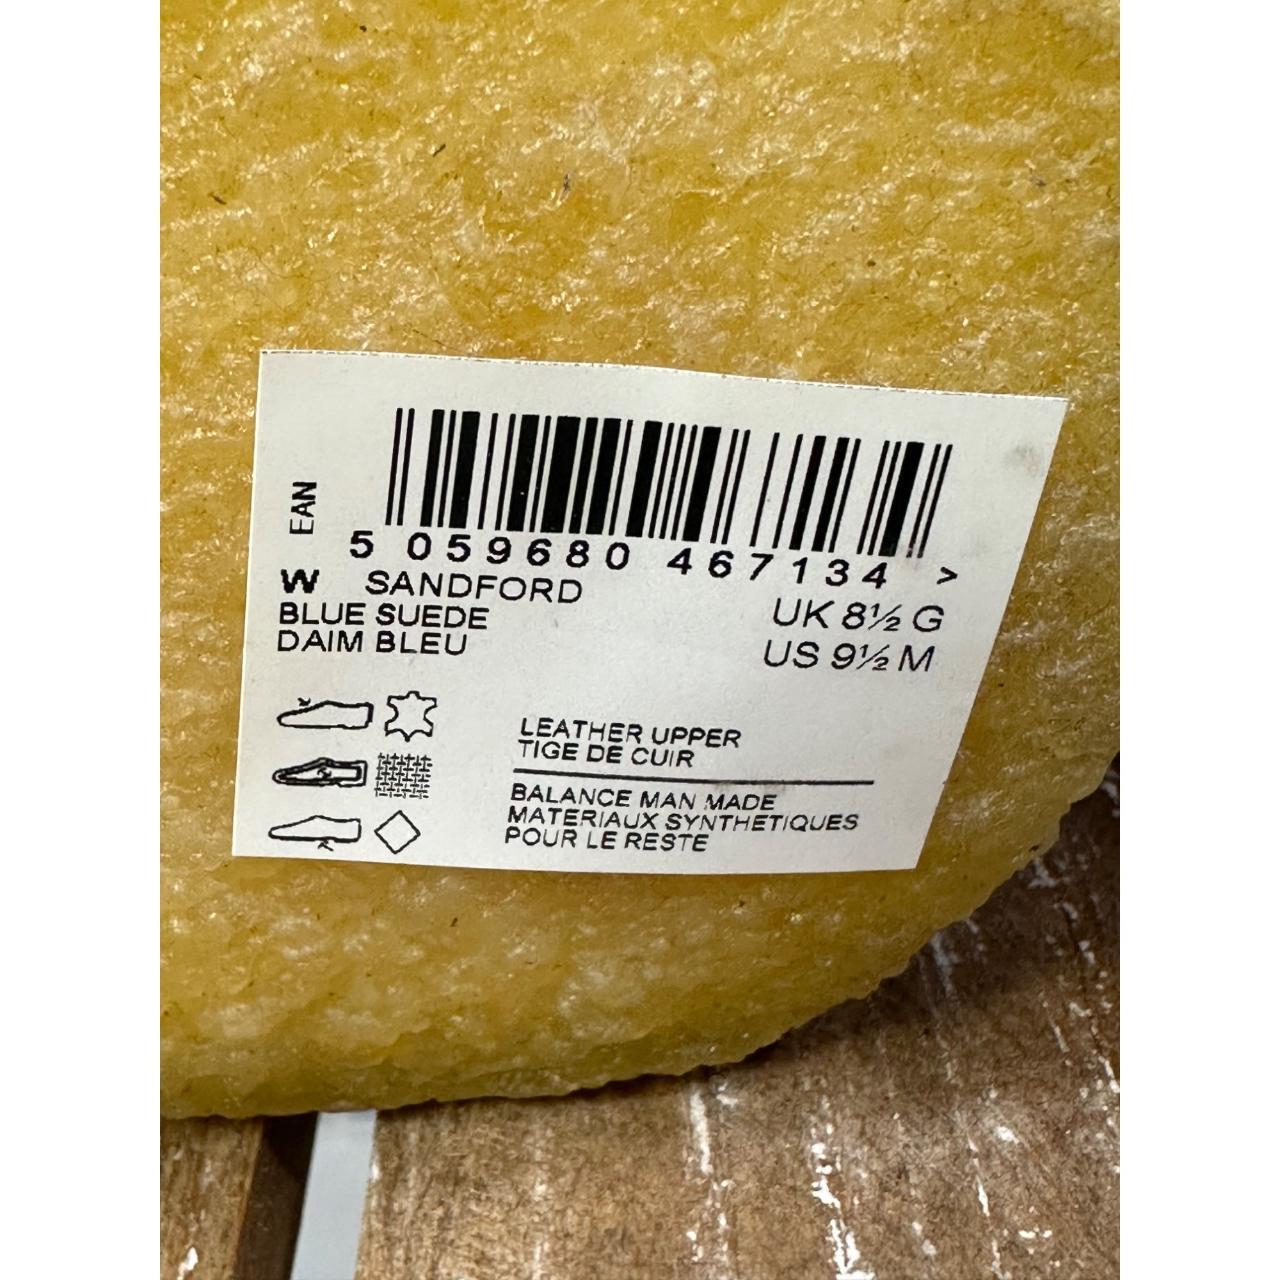 EAN
5 059680 467134 >
W SANDFORD
BLUE SUEDE
DAIM BLEU
UK 8½ G
US 9½ M
LEATHER UPPER
TIGE DE CUIR
BALANCE MAN MADE
MATERIAUX SYNTHETIQUES
POUR LE RESTE